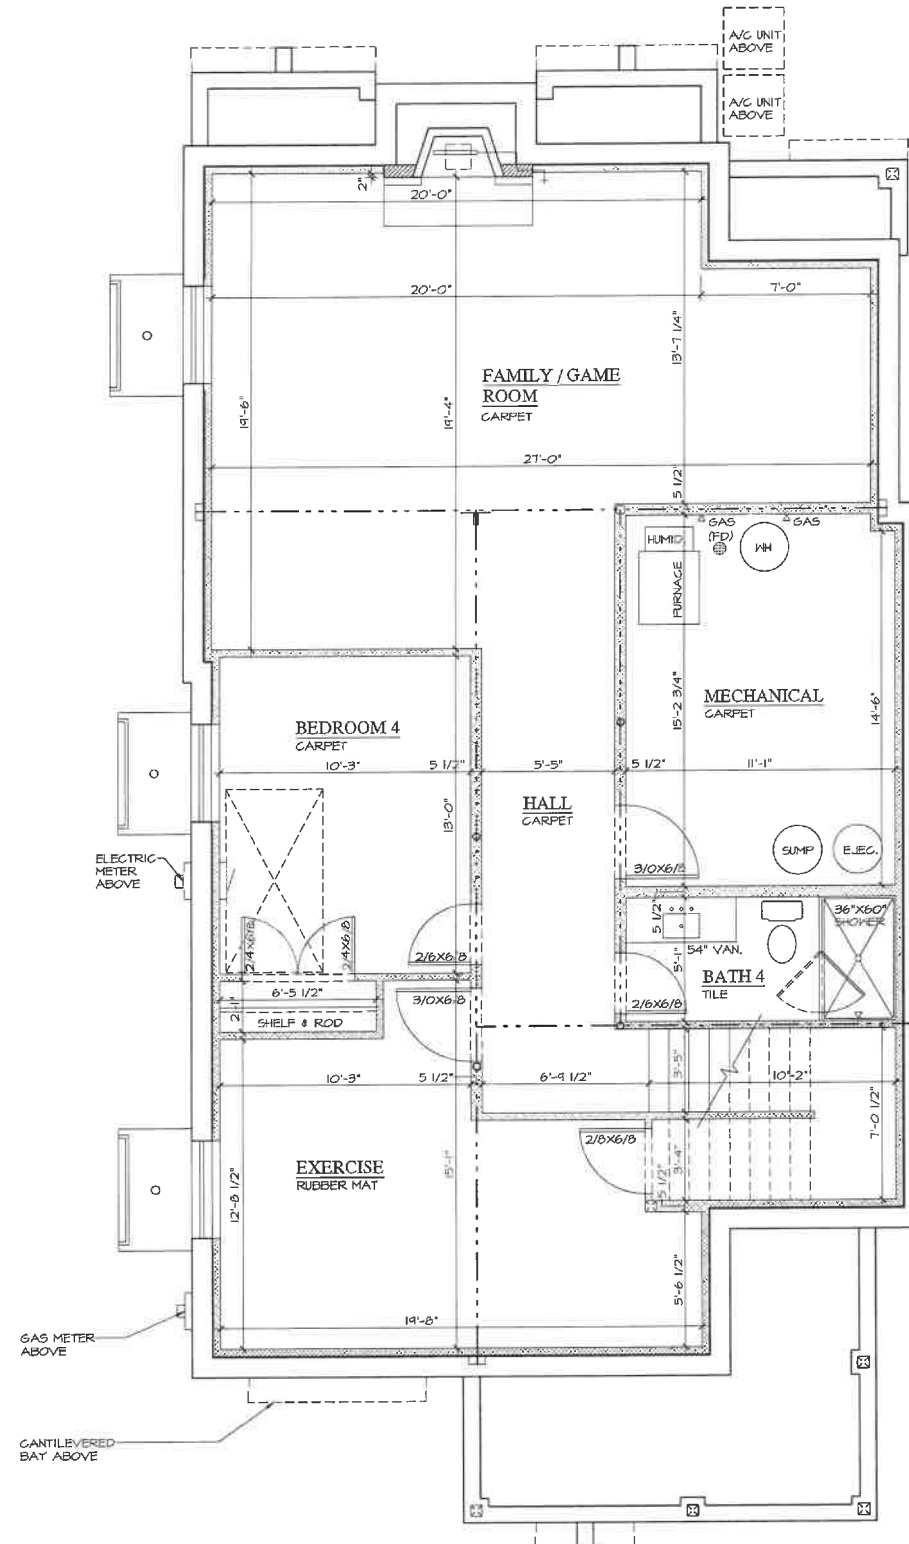 A/C UNIT
ABOVE
A/C UNIT
ABOVE
2"
20'-0"
20'-0"
7'-0"
13'-7 1/4"
FAMILY / GAME
ROOM
CARPET
19'-6"
19'-4"
27'-0"
5 1/2"
GAS
(FD)
GAS
HUMID.
WH
FURNACE
MECHANICAL
CARPET
15'-2 3/4"
14'-6"
BEDROOM 4
CARPET
10'-3"
5 1/2"
5'-5"
5 1/2"
11'-1"
HALL
CARPET
13'-0"
ELECTRIC
METER
ABOVE
SUMP
EJEC.
3/0X6/8
36"X60"
SHOWER
5 1/2"
54" VAN.
2/4X6/8
2/4X6/8
2/6X6/8
5'-1"
BATH 4
TILE
6'-5 1/2"
3/0X6/8
2/6X6/8
2'-1"
SHELF & ROD
3'-5"
10'-3"
5 1/2"
6'-9 1/2"
10'-2"
7'-0 1/2"
2/8X6/8
EXERCISE
RUBBER MAT
15'-1"
3'-4"
12'-8 1/2"
5 1/2"
5'-6 1/2"
19'-8"
GAS METER
ABOVE
CANTILEVERED
BAY ABOVE